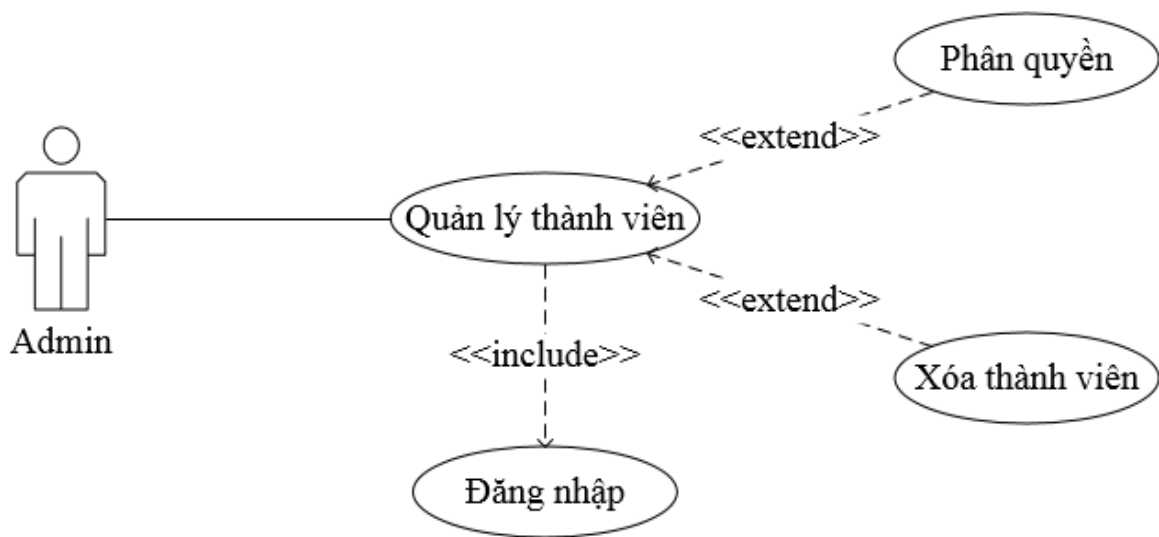 Phân quyền
<<extend>>
Quản lý thành viên
<<extend>>
Admin
<<include>>
Xóa thành viên
Đăng nhập